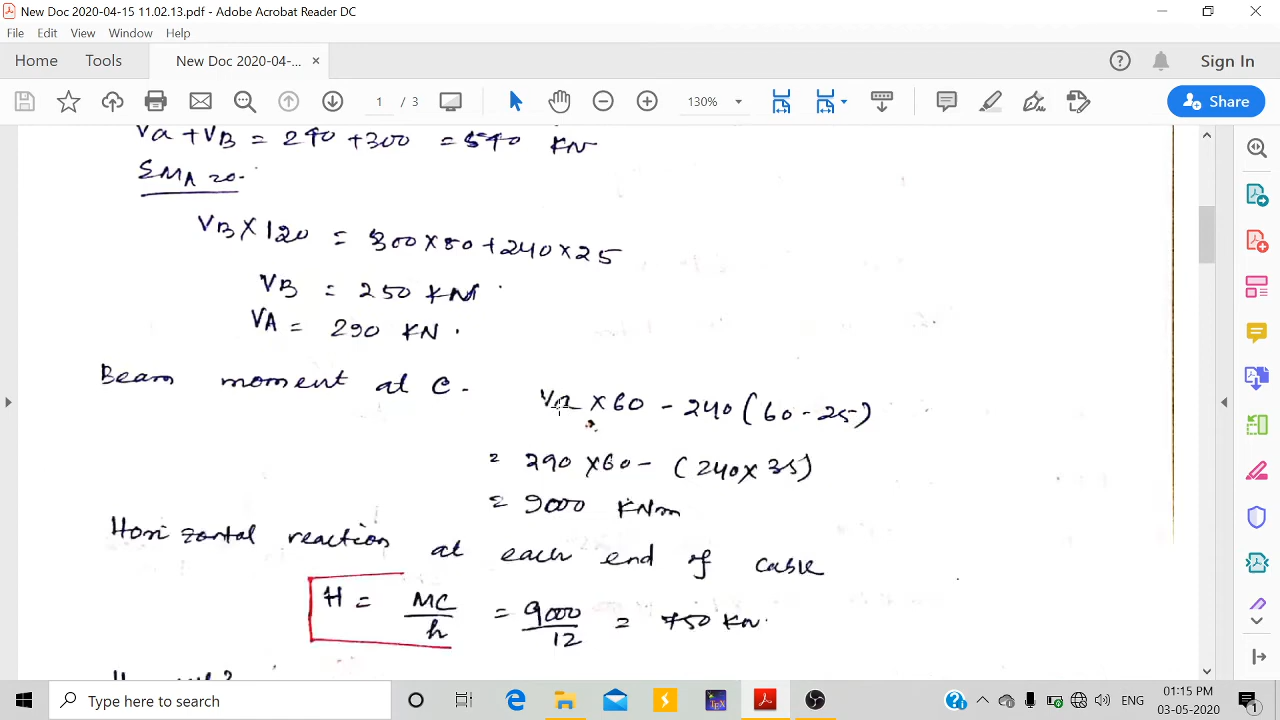 New Doc 2020-04-15 11.02.13.pdf - Adobe Acrobat Reader DC
File Edit View Window Help
Home Tools New Doc 2020-04-... × Sign In
1 / 3 130% Share
Va + VB = 240 + 300 = 540 KN
ΣMA = 0.
VB × 120 = 300 × 80 + 240 × 25
VB = 250 KN
VA = 290 KN.
Beam moment at C.
VA × 60 - 240 (60 - 25)
= 290 × 60 - (240 × 35)
= 9000 KNm
Horizontal reaction at each end of cable
H = MC/h = 9000/12 = 750 KN.
Type here to search
ENG
01:15 PM
03-05-2020
1